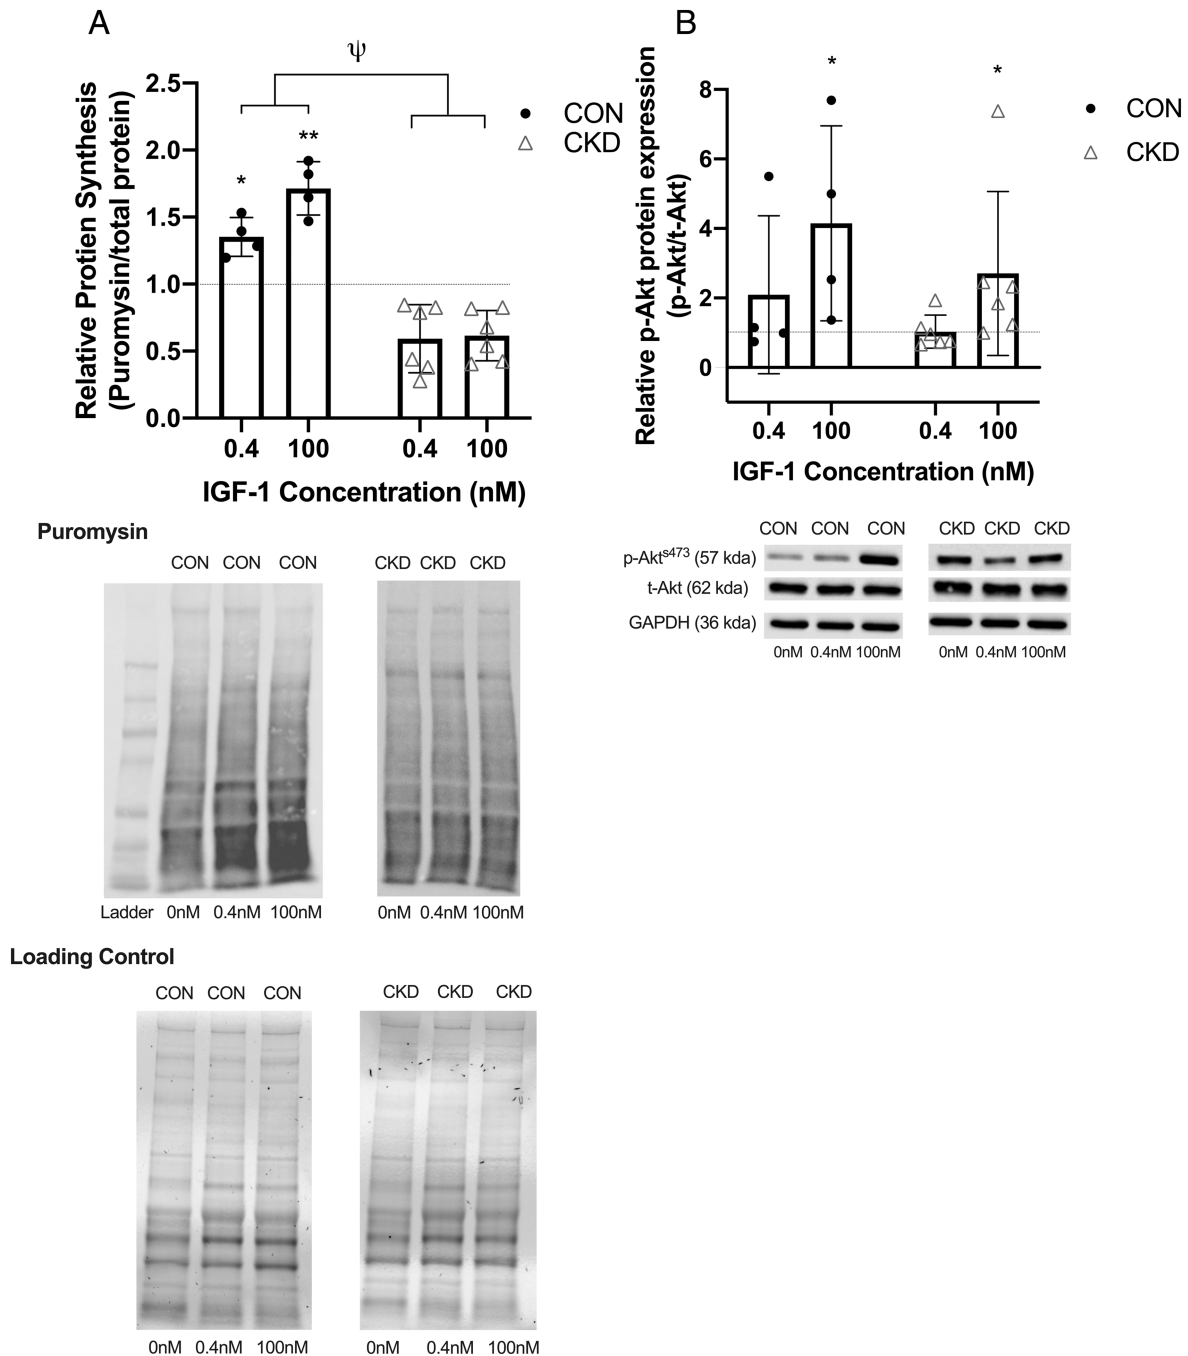 A
ψ
Relative Protien Synthesis
(Puromysin/total protein)
2.5
2.0
1.5
1.0
0.5
0.0
*
**
CON
CKD
0.4 100 0.4 100
IGF-1 Concentration (nM)
B
Relative p-Akt protein expression
(p-Akt/t-Akt)
8
6
4
2
0
*
*
CON
CKD
0.4 100 0.4 100
IGF-1 Concentration (nM)
Puromysin
CON CON CON
CKD CKD CKD
Ladder 0nM 0.4nM 100nM
0nM 0.4nM 100nM
CON CON CON
CKD CKD CKD
p-Akts473 (57 kda)
t-Akt (62 kda)
GAPDH (36 kda)
0nM 0.4nM 100nM
0nM 0.4nM 100nM
Loading Control
CON CON CON
CKD CKD CKD
0nM 0.4nM 100nM
0nM 0.4nM 100nM